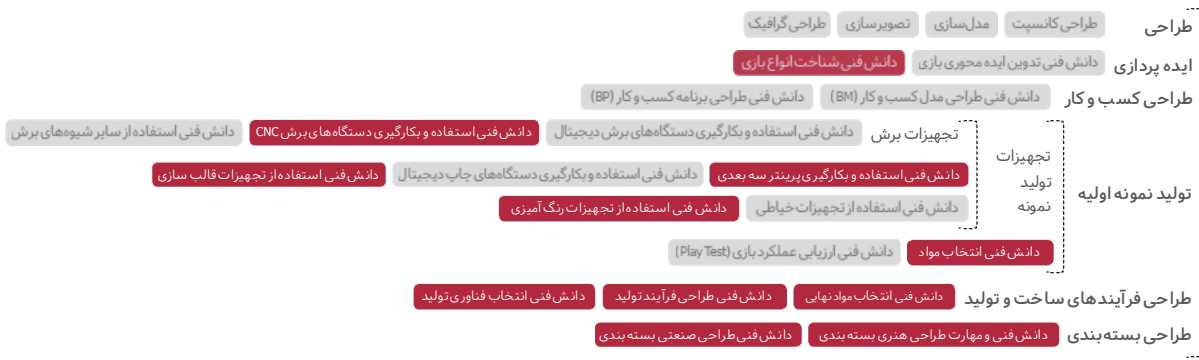 طراحی طراحی کانسپت مدل‌سازی تصویرسازی طراحی گرافیک
ایده پردازی دانش فنی تدوین ایده محوری بازی دانش فنی شناخت انواع بازی
طراحی کسب و کار دانش فنی طراحی مدل کسب و کار (BM) دانش فنی طراحی برنامه کسب و کار (BP)
تولید نمونه اولیه
تجهیزات
تولید
نمونه
تجهیزات برش دانش فنی استفاده و بکارگیری دستگاه‌های برش دیجیتال دانش فنی استفاده و بکارگیری دستگاه‌های برش CNC دانش فنی استفاده از سایر شیوه‌های برش
دانش فنی استفاده و بکارگیری پرینتر سه بعدی دانش فنی استفاده و بکارگیری دستگاه‌های چاپ دیجیتال دانش فنی استفاده از تجهیزات قالب سازی
دانش فنی استفاده از تجهیزات خیاطی دانش فنی استفاده از تجهیزات رنگ آمیزی
دانش فنی انتخاب مواد دانش فنی ارزیابی عملکرد بازی (Play Test)
طراحی فرآیندهای ساخت و تولید دانش فنی انتخاب مواد نهایی دانش فنی طراحی فرآیند تولید دانش فنی انتخاب فناوری تولید
طراحی بسته‌بندی دانش فنی و مهارت طراحی هنری بسته بندی دانش فنی طراحی صنعتی بسته بندی